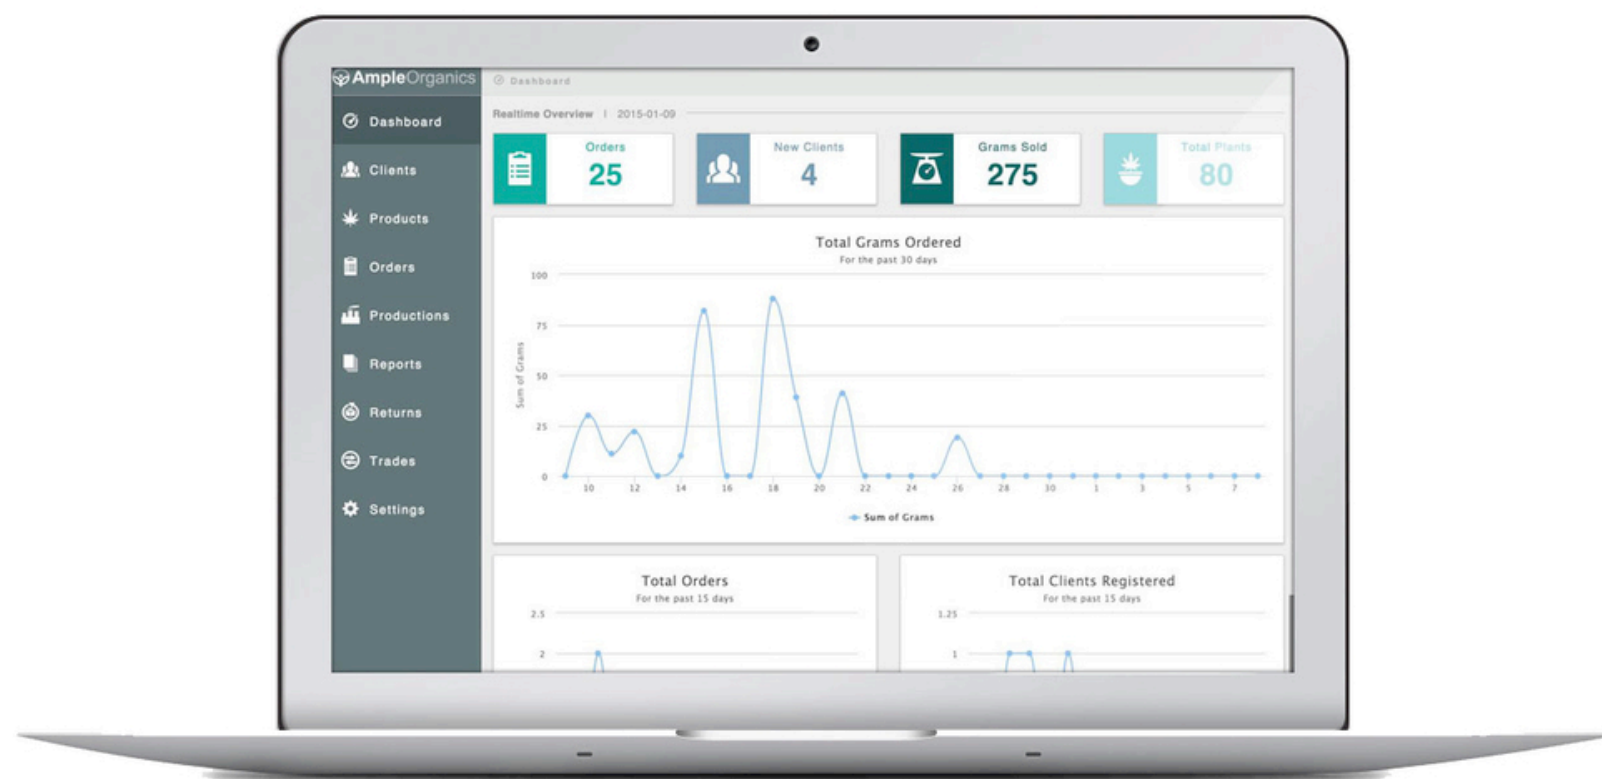 AmpleOrganics
Dashboard
Dashboard
Clients
Products
Orders
Productions
Reports
Returns
Trades
Settings
Realtime Overview | 2015-01-09
Orders
25
New Clients
4
Grams Sold
275
Total Plants
80
Total Grams Ordered
For the past 30 days
Sum of Grams
100
75
50
25
0
10 12 14 16 18 20 22 24 26 28 30 1 3 5 7
Sum of Grams
Total Orders
For the past 15 days
2.5
2
Total Clients Registered
For the past 15 days
1.25
1